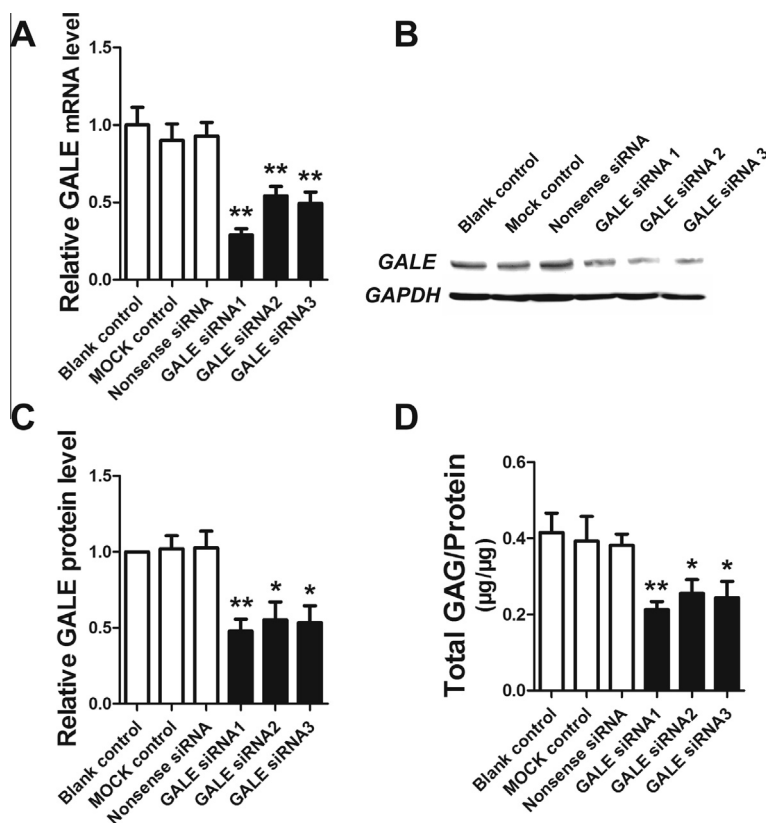 A
Relative GALE mRNA level
1.5
1.0
0.5
0.0
**
**
**
Blank control
MOCK control
Nonsense siRNA
GALE siRNA1
GALE siRNA2
GALE siRNA3
B
Blank control
Mock control
Nonsense siRNA
GALE siRNA 1
GALE siRNA 2
GALE siRNA 3
GALE
GAPDH
C
Relative GALE protein level
1.5
1.0
0.5
0.0
**
*
*
Blank control
MOCK control
Nonsense siRNA
GALE siRNA1
GALE siRNA2
GALE siRNA3
D
Total GAG/Protein
(µg/µg)
0.6
0.4
0.2
0.0
**
*
*
Blank control
MOCK control
Nonsense siRNA
GALE siRNA1
GALE siRNA2
GALE siRNA3